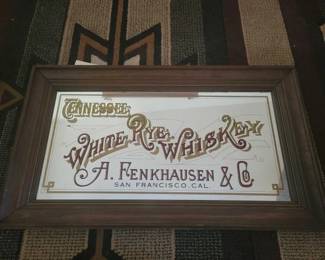 TENNESSEE
WHITE RYE WHISKEY
A. FENKHAUSEN & Co
SAN FRANCISCO. CAL.